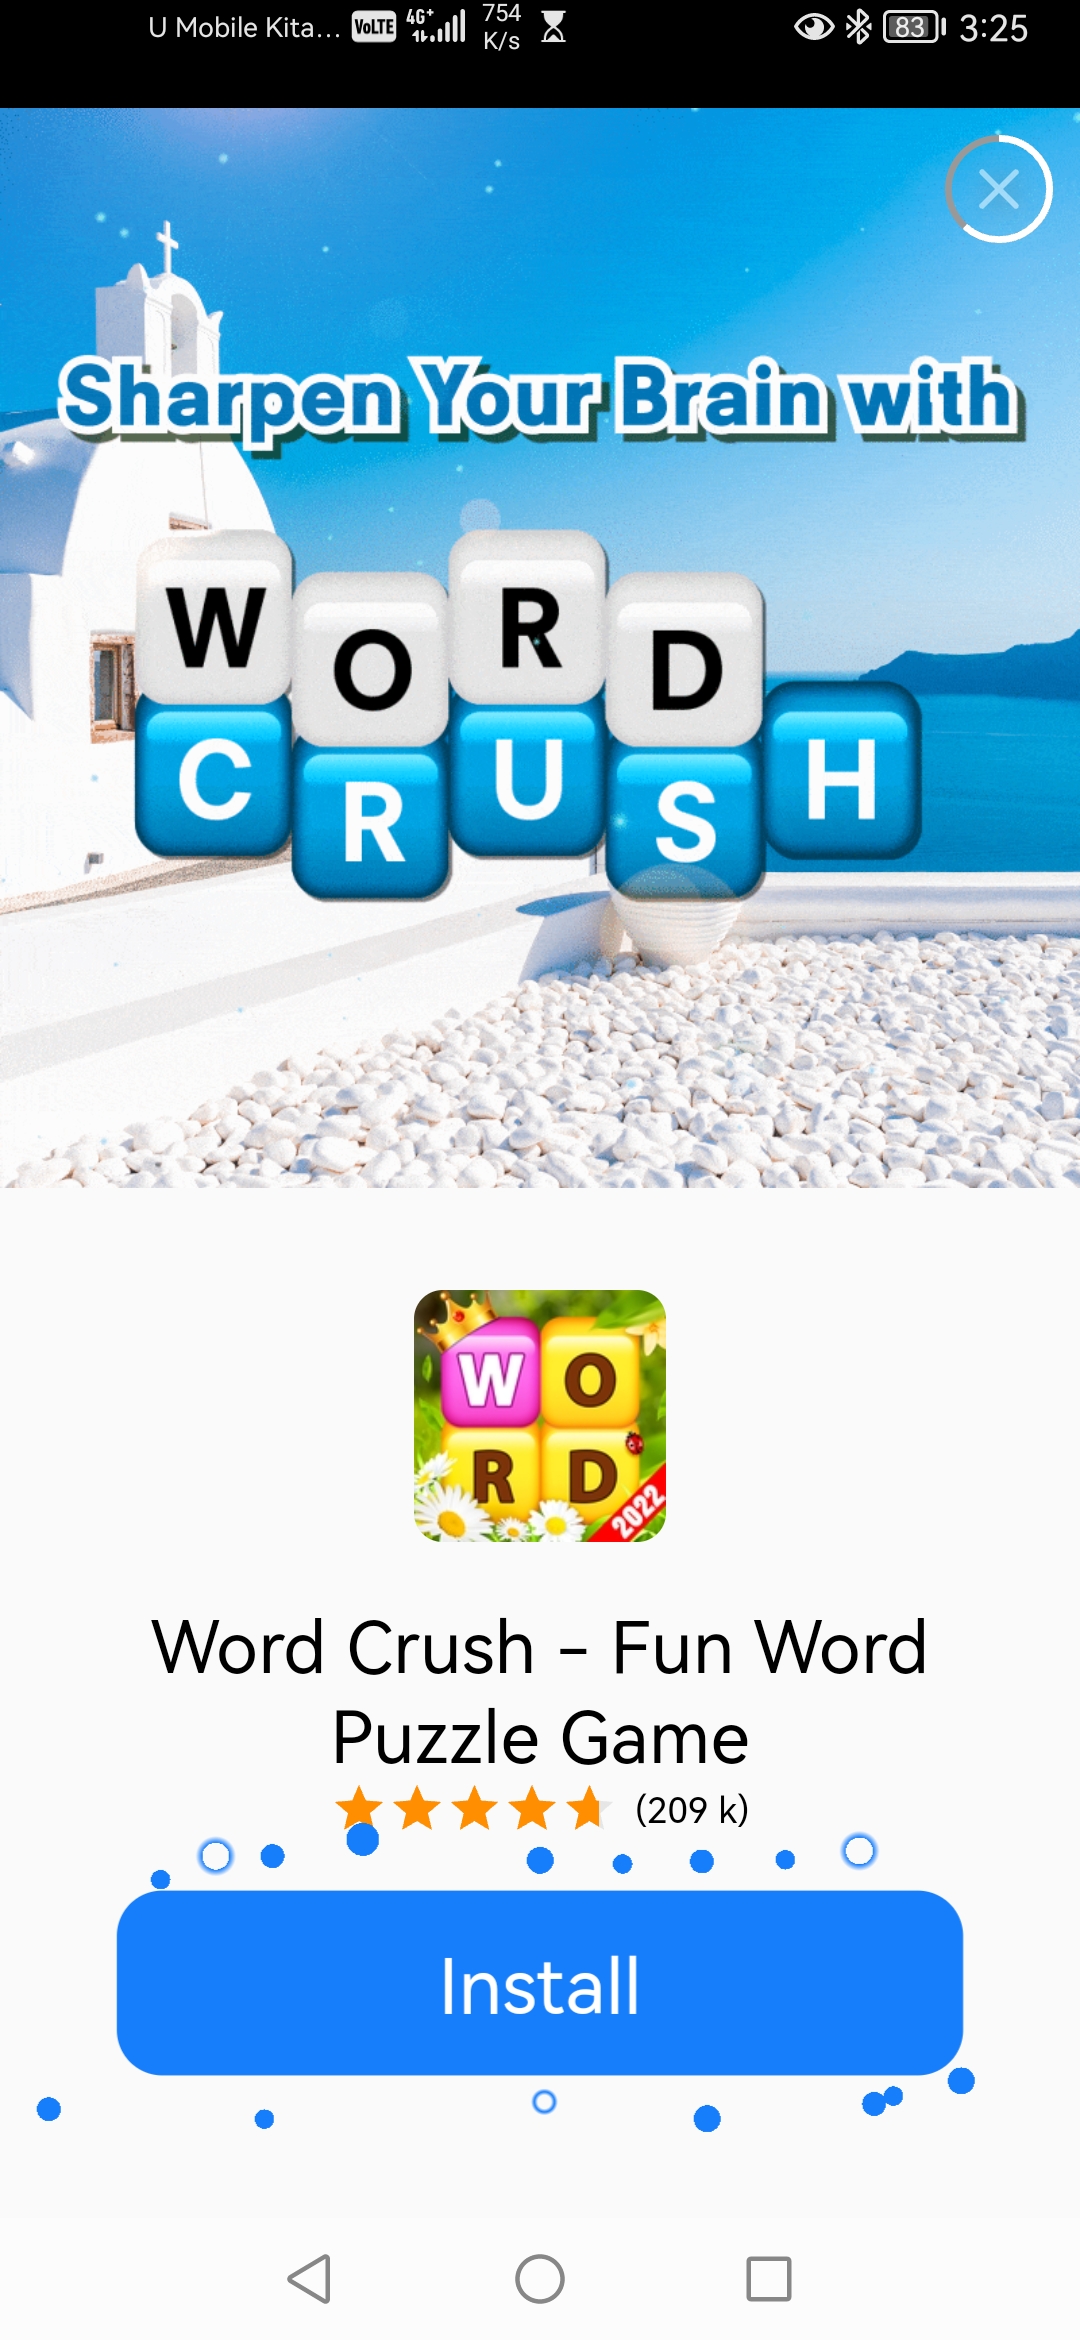 U Mobile Kita... VoLTE 4G+ 754 K/s 83 3:25
Sharpen Your Brain with
WORD
CRUSH
WO
RD
2022
Word Crush - Fun Word
Puzzle Game
(209 k)
Install